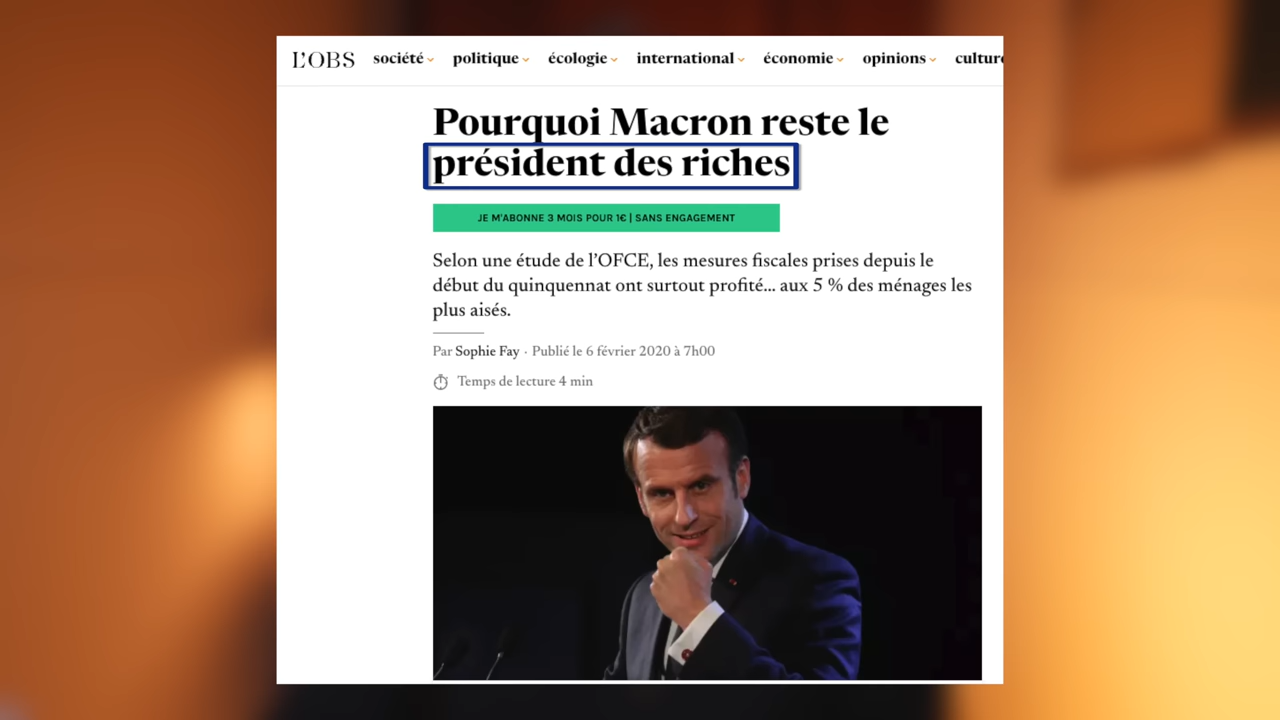 L'OBS société politique écologie international économie opinions culture
Pourquoi Macron reste le
président des riches
JE M'ABONNE 3 MOIS POUR 1€ | SANS ENGAGEMENT
Selon une étude de l'OFCE, les mesures fiscales prises depuis le
début du quinquennat ont surtout profité... aux 5 % des ménages les
plus aisés.
Par Sophie Fay · Publié le 6 février 2020 à 7h00
Temps de lecture 4 min